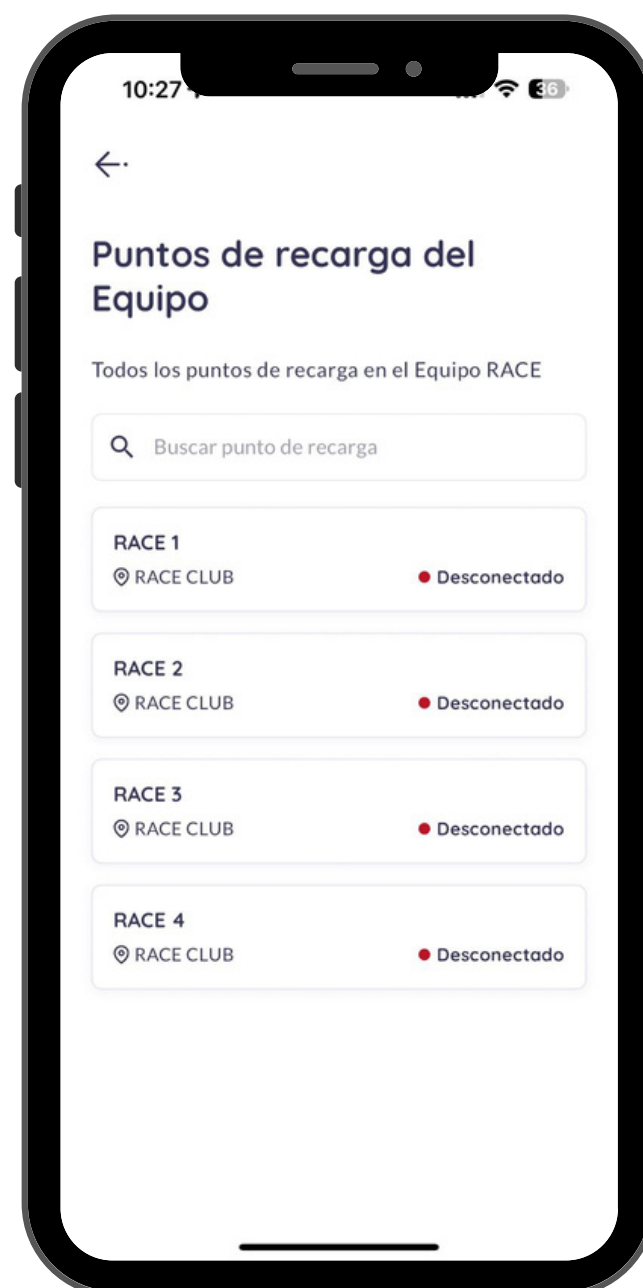 10:27
36
Puntos de recarga del
Equipo
Todos los puntos de recarga en el Equipo RACE
Buscar punto de recarga
RACE 1
RACE CLUB
Desconectado
RACE 2
RACE CLUB
Desconectado
RACE 3
RACE CLUB
Desconectado
RACE 4
RACE CLUB
Desconectado